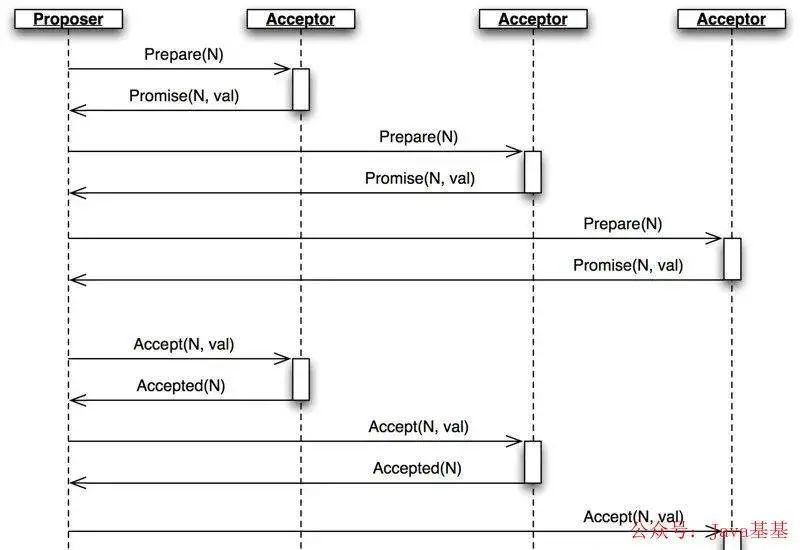 Proposer Acceptor Acceptor Acceptor
Prepare(N)
Promise(N, val)
Prepare(N)
Promise(N, val)
Prepare(N)
Promise(N, val)
Accept(N, val)
Accepted(N)
Accept(N, val)
Accepted(N)
Accept(N, val)
公众号：Java基基